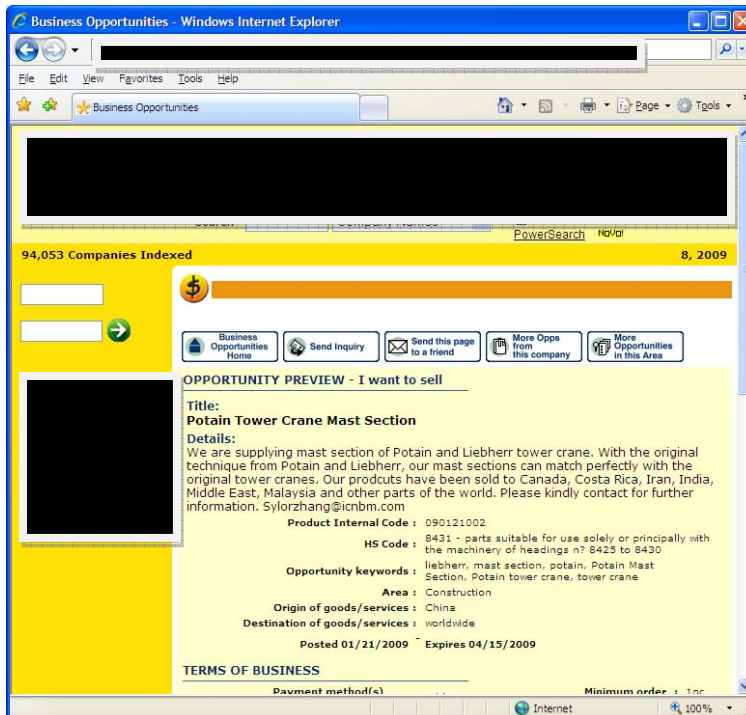 Business Opportunities - Windows Internet Explorer
File Edit View Favorites Tools Help
Business Opportunities
Page Tools
PowerSearch
94,053 Companies Indexed 8, 2009
Business Opportunities Home
Send Inquiry
Send this page to a friend
More Opps from this company
More Opportunities in this Area
OPPORTUNITY PREVIEW - I want to sell
Title:
Potain Tower Crane Mast Section
Details:
We are supplying mast section of Potain and Liebherr tower crane. With the original
technique from Potain and Liebherr, our mast sections can match perfectly with the
original tower cranes. Our prodcuts have been sold to Canada, Costa Rica, Iran, India,
Middle East, Malaysia and other parts of the world. Please kindly contact for further
information. Sylorzhang@icnbm.com
Product Internal Code : 090121002
HS Code : 8431 - parts suitable for use solely or principally with
the machinery of headings n? 8425 to 8430
Opportunity keywords : liebherr, mast section, potain, Potain Mast
Section, Potain tower crane, tower crane
Area : Construction
Origin of goods/services : China
Destination of goods/services : worldwide
Posted 01/21/2009 - Expires 04/15/2009
TERMS OF BUSINESS
Payment method(s) Minimum order : 1pc
Internet 100%